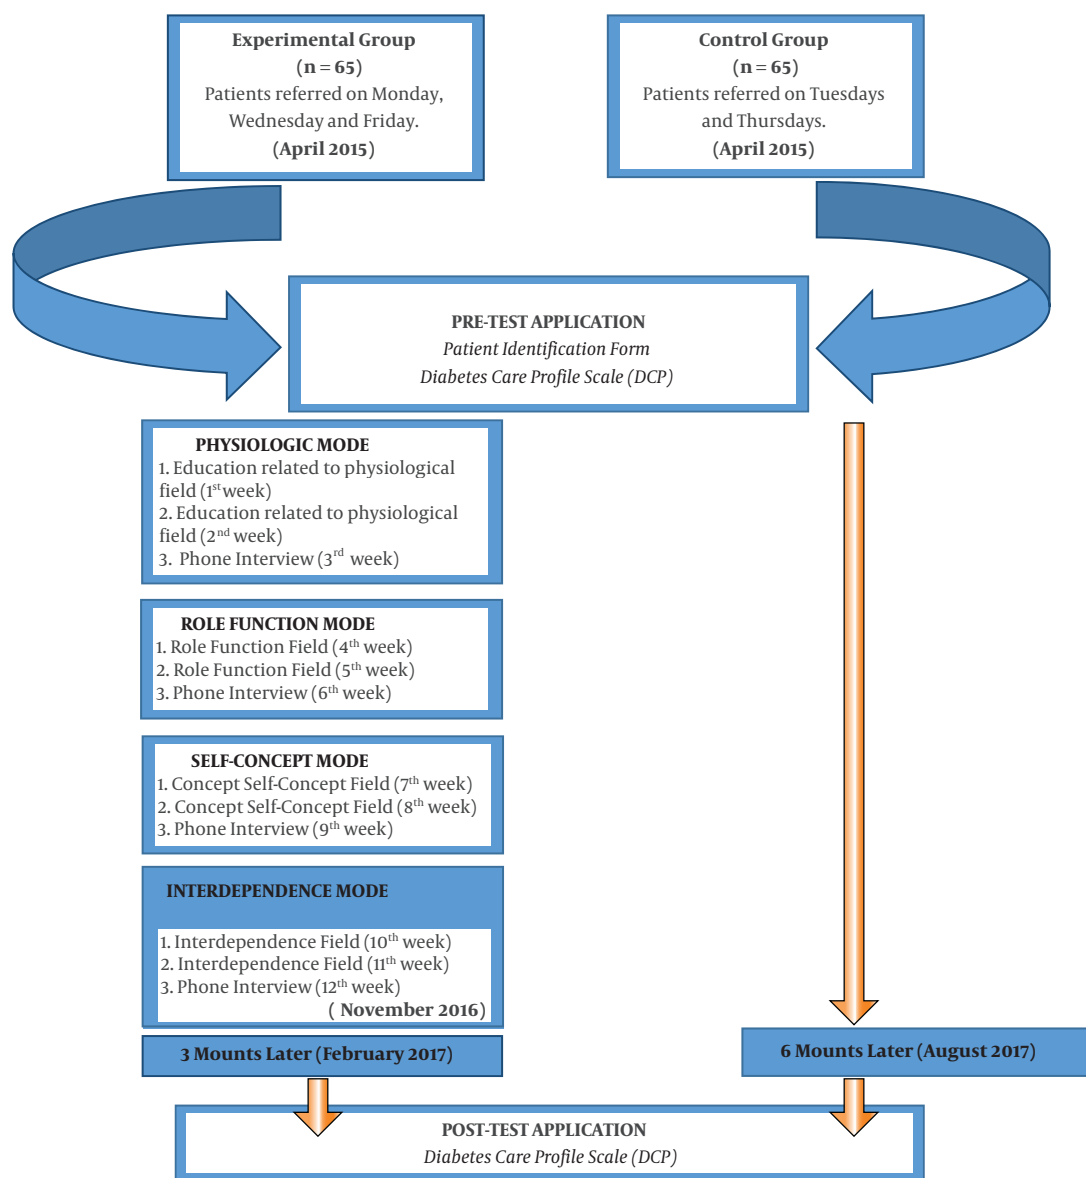 Experimental Group
(n = 65)
Patients referred on Monday,
Wednesday and Friday.
(April 2015)
Control Group
(n = 65)
Patients referred on Tuesdays
and Thursdays.
(April 2015)
PRE-TEST APPLICATION
Patient Identification Form
Diabetes Care Profile Scale (DCP)
PHYSIOLOGIC MODE
1. Education related to physiological
field (1st week)
2. Education related to physiological
field (2nd week)
3. Phone Interview (3rd week)
ROLE FUNCTION MODE
1. Role Function Field (4th week)
2. Role Function Field (5th week)
3. Phone Interview (6th week)
SELF-CONCEPT MODE
1. Concept Self-Concept Field (7th week)
2. Concept Self-Concept Field (8th week)
3. Phone Interview (9th week)
INTERDEPENDENCE MODE
1. Interdependence Field (10th week)
2. Interdependence Field (11th week)
3. Phone Interview (12th week)
( November 2016)
3 Mounts Later (February 2017)
6 Mounts Later (August 2017)
POST-TEST APPLICATION
Diabetes Care Profile Scale (DCP)